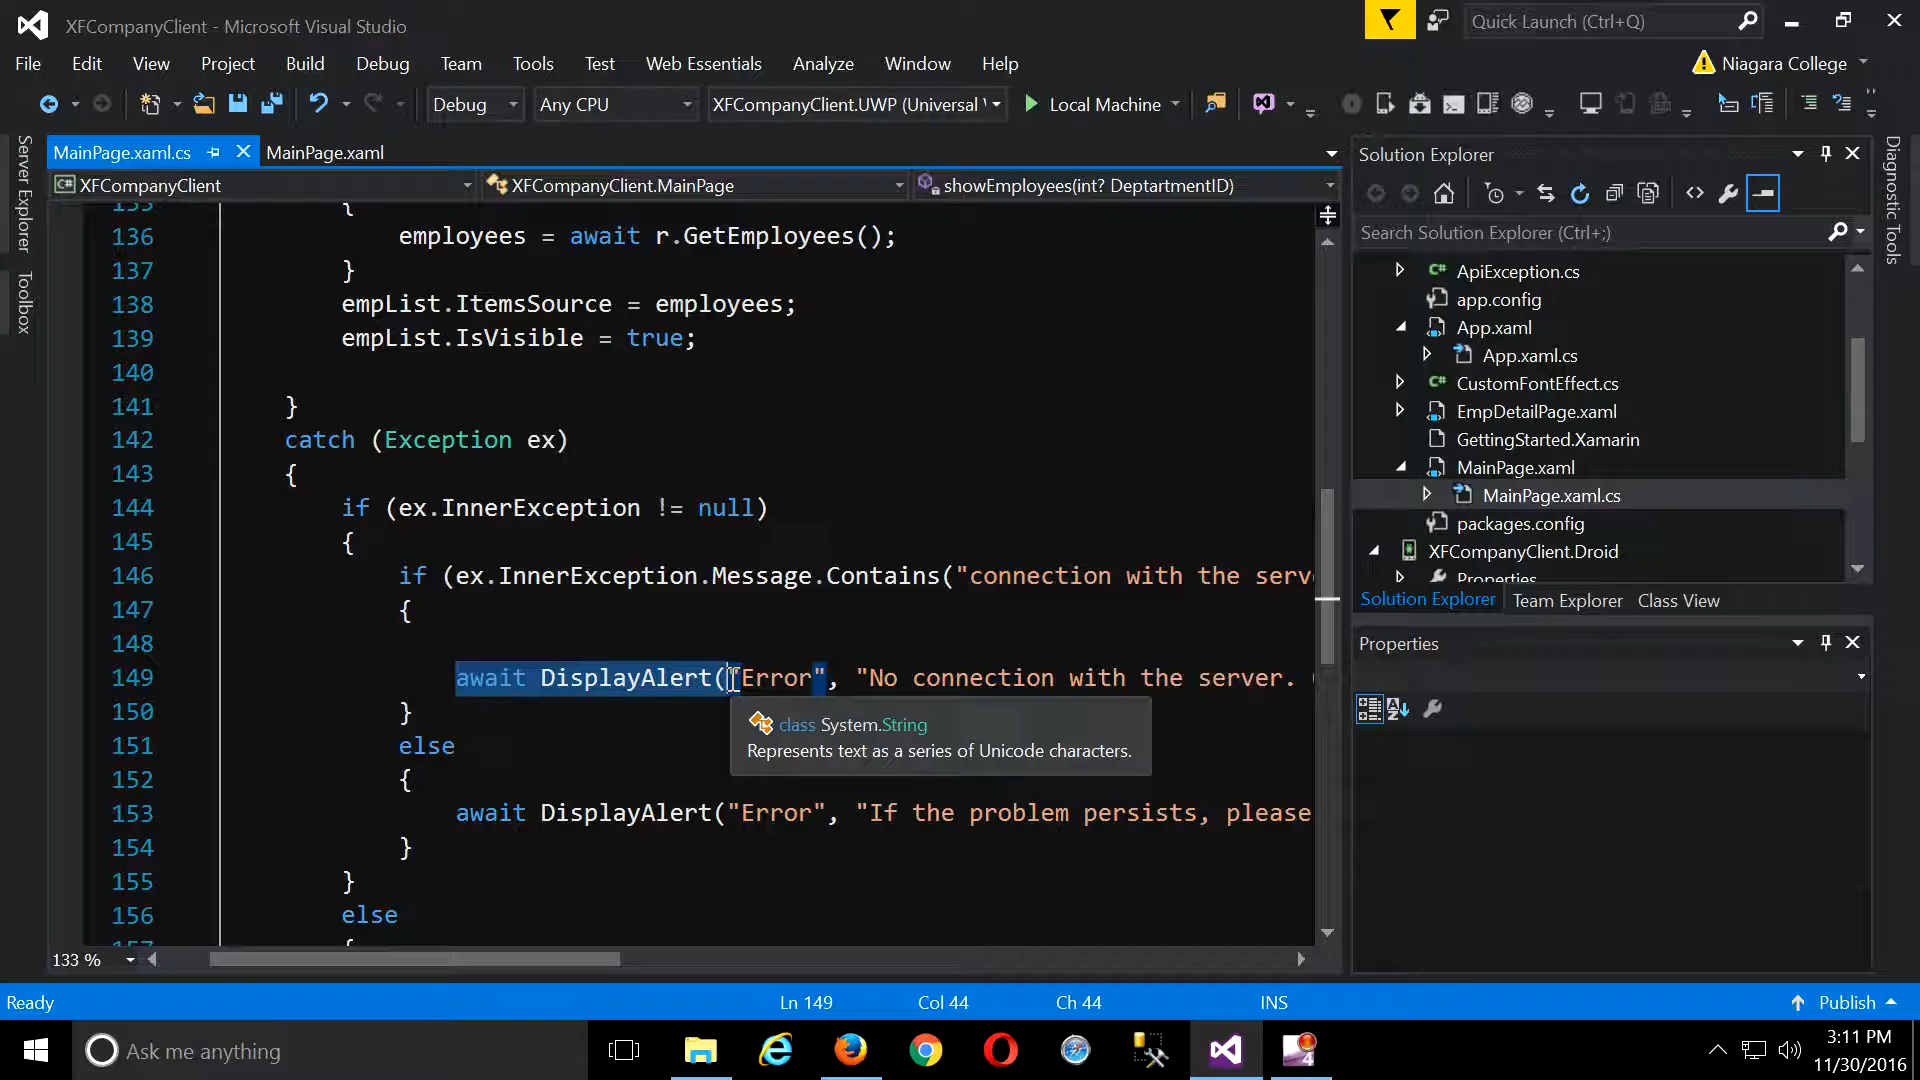 XFCompanyClient - Microsoft Visual Studio
Quick Launch (Ctrl+Q)
File Edit View Project Build Debug Team Tools Test Web Essentials Analyze Window Help
Niagara College
Debug Any CPU XFCompanyClient.UWP (Universal Local Machine
Server Explorer
Toolbox
MainPage.xaml.cs MainPage.xaml
XFCompanyClient XFCompanyClient.MainPage showEmployees(int? DeptartmentID)
135 {
136 employees = await r.GetEmployees();
137 }
138 empList.ItemsSource = employees;
139 empList.IsVisible = true;
140
141 }
142 catch (Exception ex)
143 {
144 if (ex.InnerException != null)
145 {
146 if (ex.InnerException.Message.Contains("connection with the serv
147 {
148
149 await DisplayAlert("Error", "No connection with the server.
150 }
class System.String
Represents text as a series of Unicode characters.
151 else
152 {
153 await DisplayAlert("Error", "If the problem persists, please
154 }
155 }
156 else
157 {
133 %
Solution Explorer
Search Solution Explorer (Ctrl+;)
C# ApiException.cs
app.config
App.xaml
App.xaml.cs
C# CustomFontEffect.cs
EmpDetailPage.xaml
GettingStarted.Xamarin
MainPage.xaml
MainPage.xaml.cs
packages.config
XFCompanyClient.Droid
Properties
Solution Explorer Team Explorer Class View
Properties
Diagnostic Tools
Ready Ln 149 Col 44 Ch 44 INS Publish
Ask me anything
3:11 PM
11/30/2016